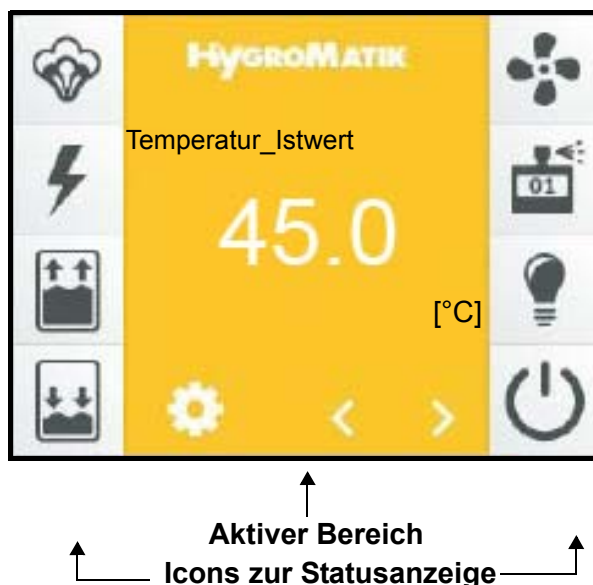 HYGROMATIK
Temperatur_Istwert
45.0
[°C]
01
Aktiver Bereich
Icons zur Statusanzeige